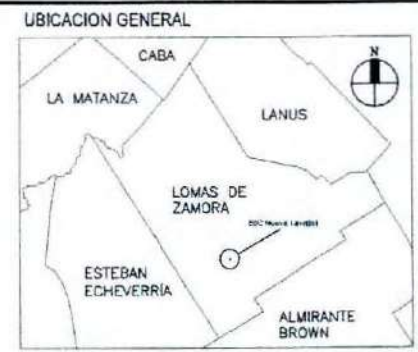 UBICACION GENERAL
CABA
N
LA MATANZA
LANUS
LOMAS DE
ZAMORA
ESTEBAN
ECHEVERRÍA
ALMIRANTE
BROWN